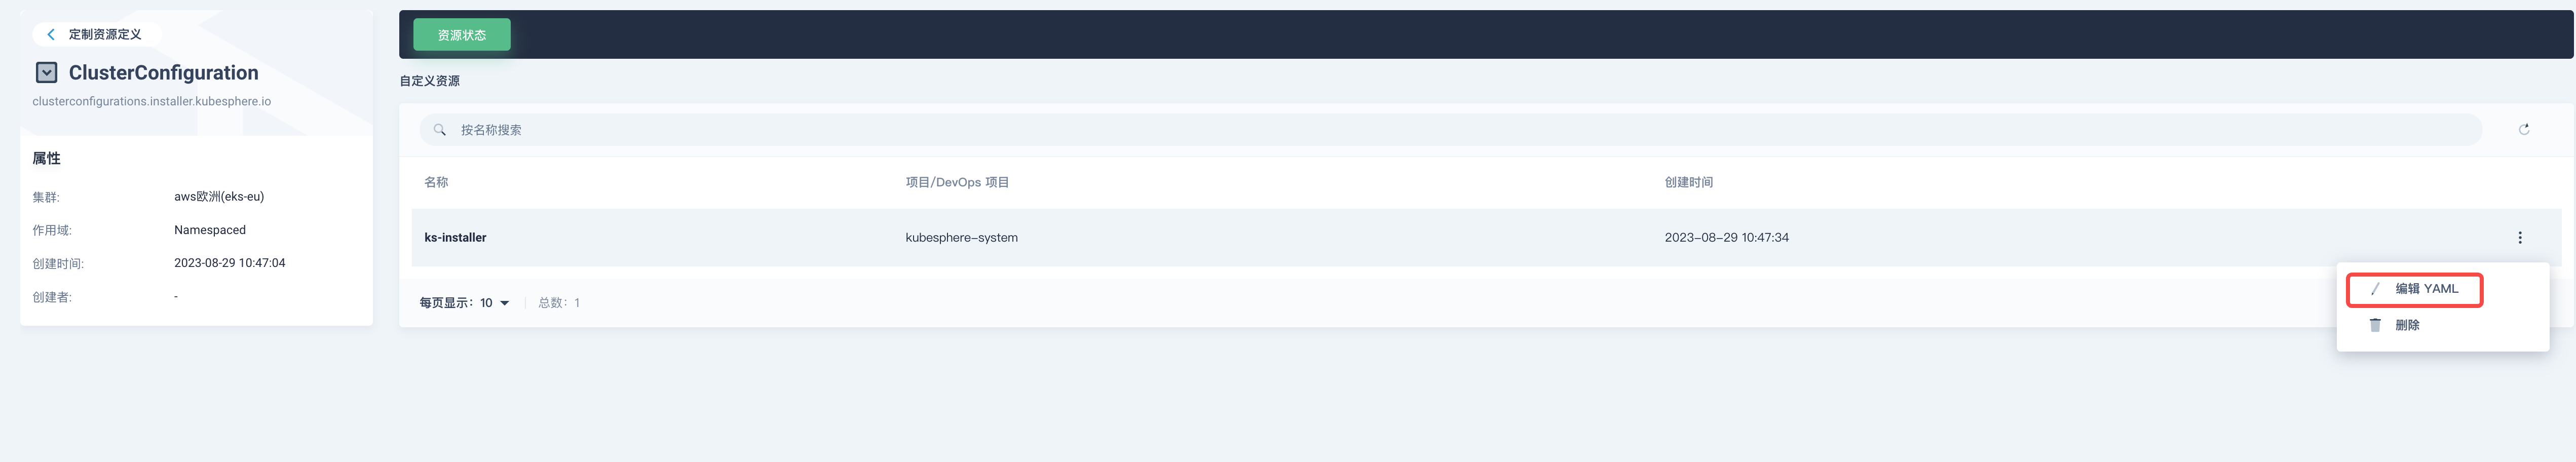 定制资源定义
ClusterConfiguration
clusterconfigurations.installer.kubesphere.io
属性
集群: aws欧洲(eks-eu)
作用域: Namespaced
创建时间: 2023-08-29 10:47:04
创建者: -
资源状态
自定义资源
按名称搜索
名称 项目/DevOps 项目 创建时间
ks-installer kubesphere-system 2023-08-29 10:47:34
每页显示: 10 总数: 1
编辑 YAML
删除